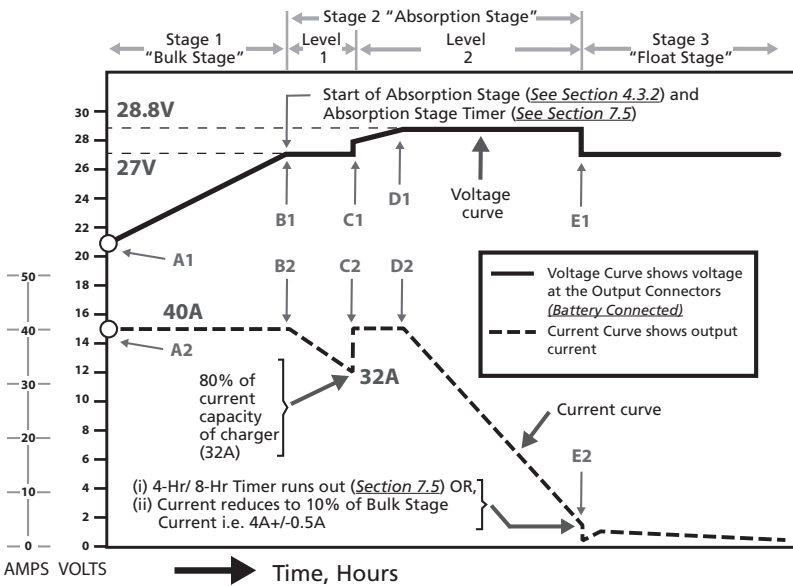 Stage 2 “Absorption Stage”
Stage 1
“Bulk Stage”
Level
1
Level
2
Stage 3
“Float Stage”
Start of Absorption Stage (See Section 4.3.2) and
Absorption Stage Timer (See Section 7.5)
28.8V
27V
30
28
26
24
22
20
18
16
14
12
10
8
6
4
2
0
50
40
30
20
10
0
A1
B1
C1
D1
Voltage
curve
E1
B2
C2
D2
40A
A2
Voltage Curve shows voltage
at the Output Connectors
(Battery Connected)
Current Curve shows output
current
80% of
current
capacity
of charger
(32A)
32A
Current curve
E2
(i) 4-Hr/ 8-Hr Timer runs out (Section 7.5) OR,
(ii) Current reduces to 10% of Bulk Stage
Current i.e. 4A+/-0.5A
AMPS VOLTS
Time, Hours